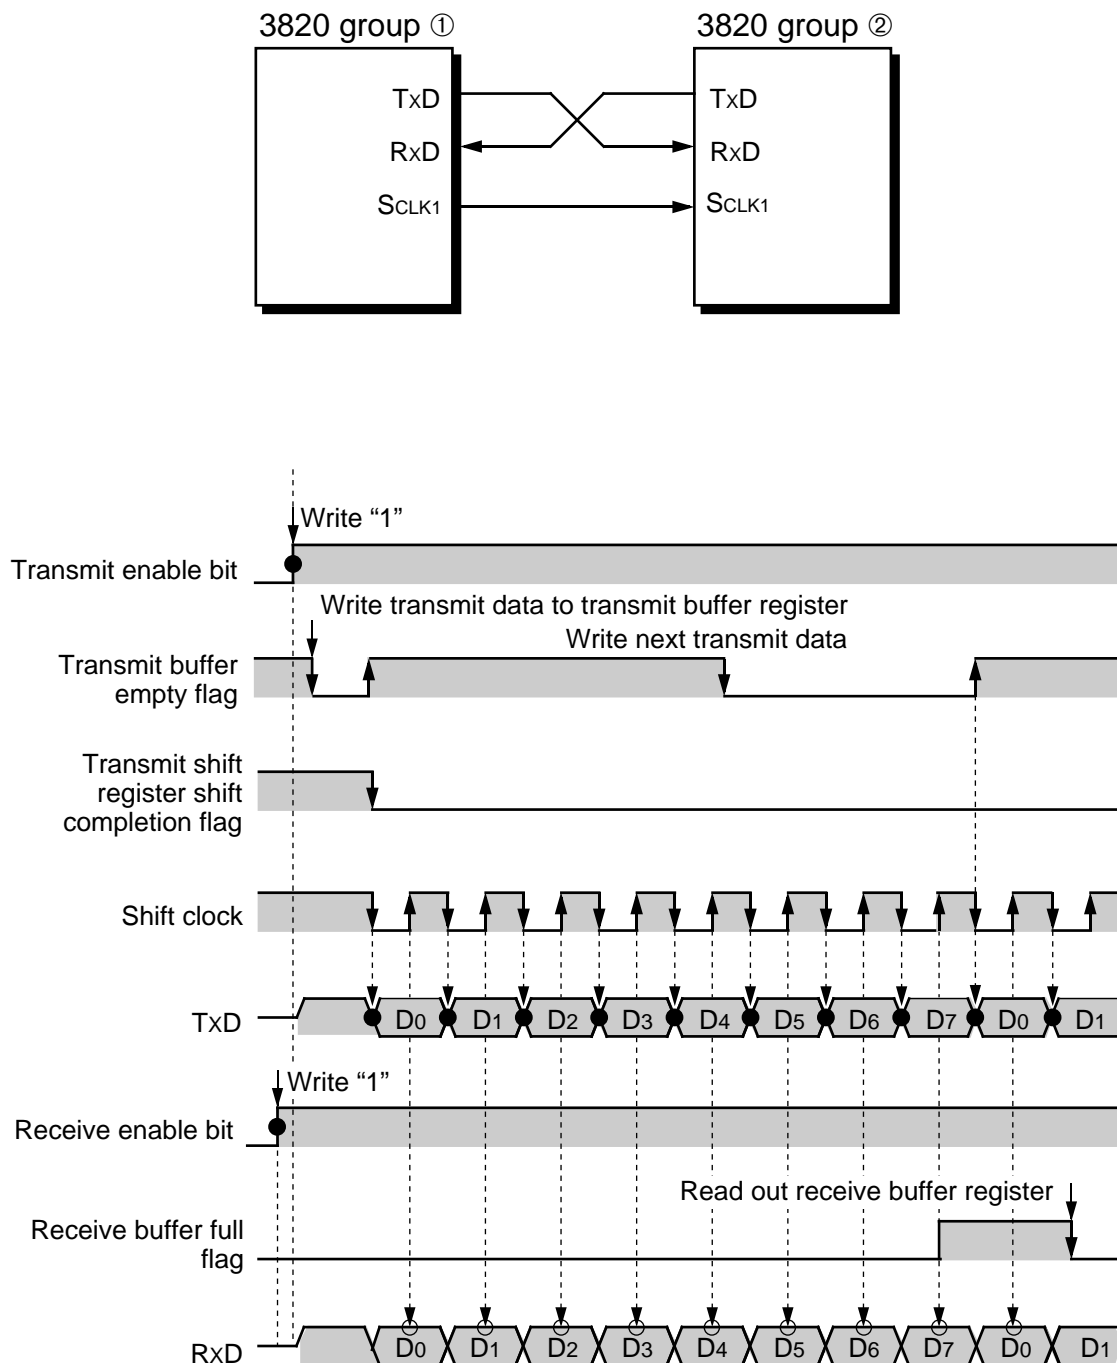 3820 group ① 3820 group ②
TxD TxD
RxD RxD
SCLK1 SCLK1
Write “1”
Transmit enable bit
Write transmit data to transmit buffer register
Write next transmit data
Transmit buffer
empty flag
Transmit shift
register shift
completion flag
Shift clock
TxD D0 D1 D2 D3 D4 D5 D6 D7 D0 D1
Write “1”
Receive enable bit
Read out receive buffer register
Receive buffer full
flag
RxD D0 D1 D2 D3 D4 D5 D6 D7 D0 D1